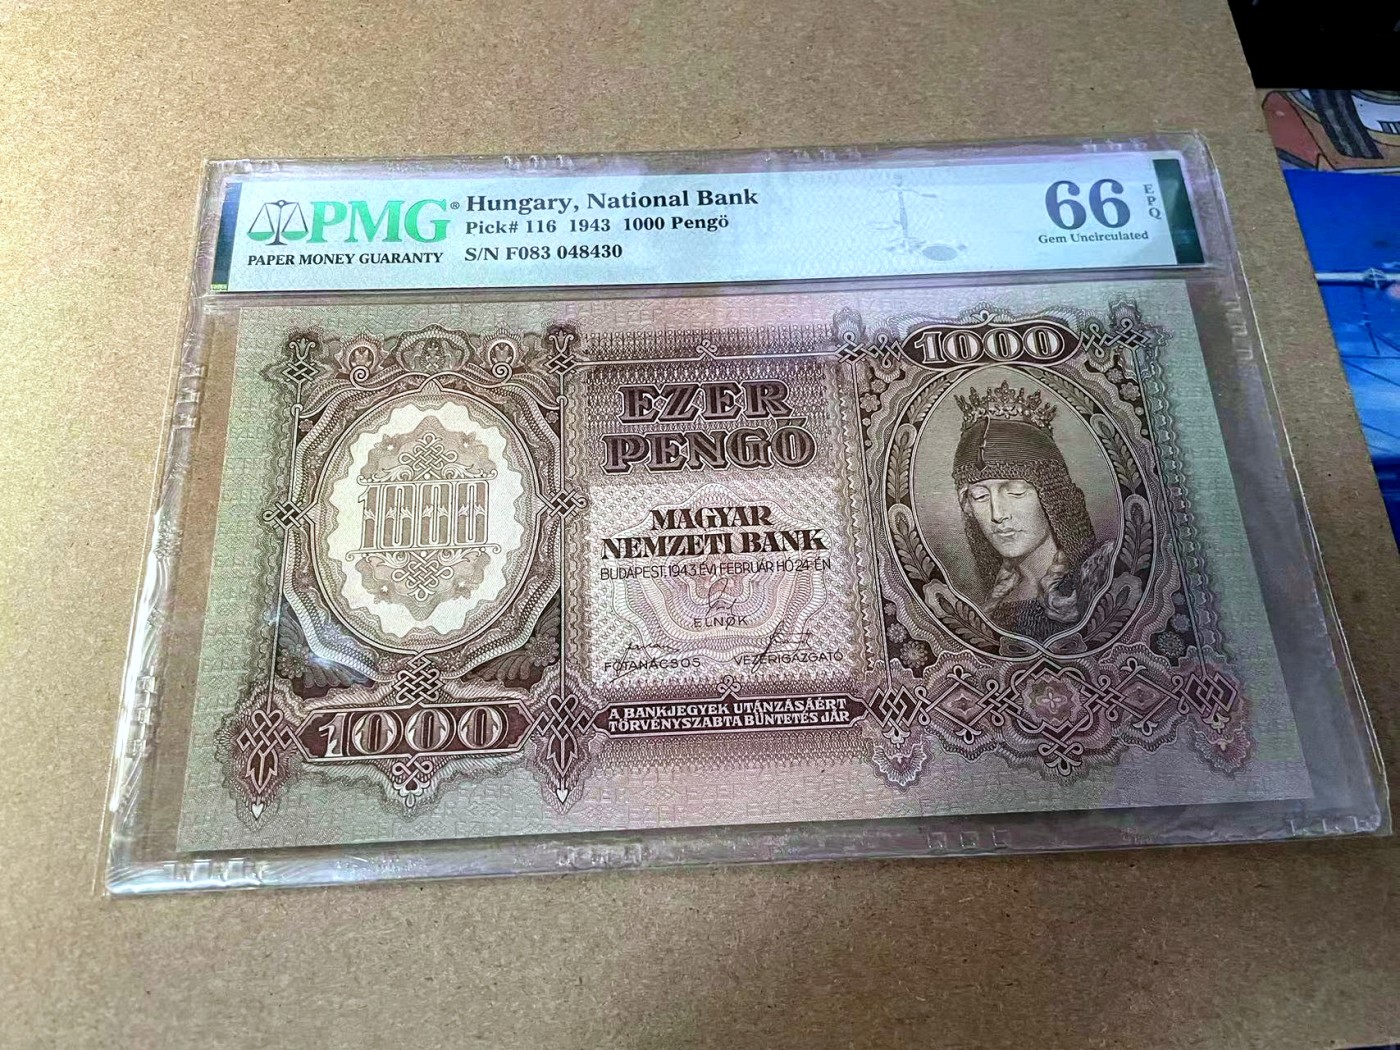 PMG®
PAPER MONEY GUARANTY
Hungary, National Bank
Pick# 116 1943 1000 Pengö
S/N F083 048430
66
EPQ
Gem Uncirculated
1000
EZER
PENGŐ
1000
MAGYAR
NEMZETI BANK
BUDAPEST, 1943. ÉVI FEBRUÁR HÓ 24-ÉN
ELNÖK
FŐTANÁCSOS VEZÉRIGAZGATÓ
1000
A BANKJEGYEK UTÁNZÁSÁÉRT
TÖRVÉNYSZABTA BÜNTETÉS JÁR